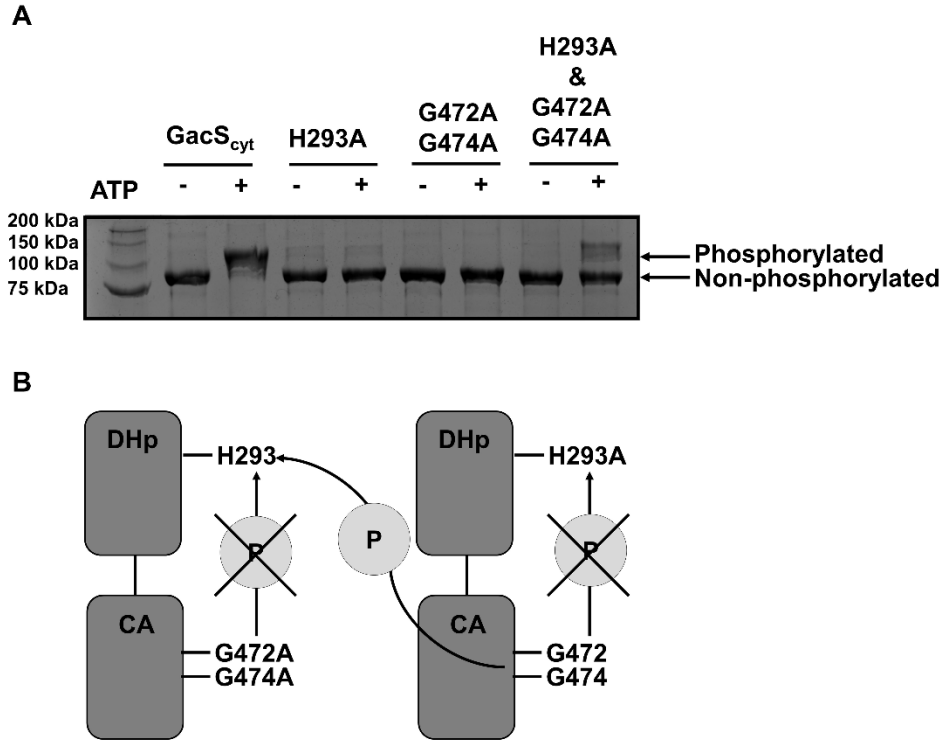 A
H293A
&
G472A
G474A
G472A
G474A
GacScyt
H293A
ATP
- + - + - + - +
200 kDa
150 kDa
100 kDa
75 kDa
Phosphorylated
Non-phosphorylated
B
DHp
H293
P
P
CA
G472A
G474A
DHp
H293A
P
CA
G472
G474